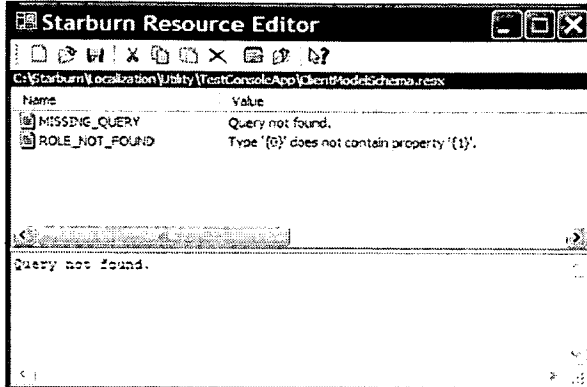 Starburn Resource Editor
C:\Starburn\Localization\Utility\TestConsoleApp\ClientModelSchema.resx
Name Value
MISSING_QUERY Query not found.
ROLE_NOT_FOUND Type '{0}' does not contain property '{1}'.
Query not found.